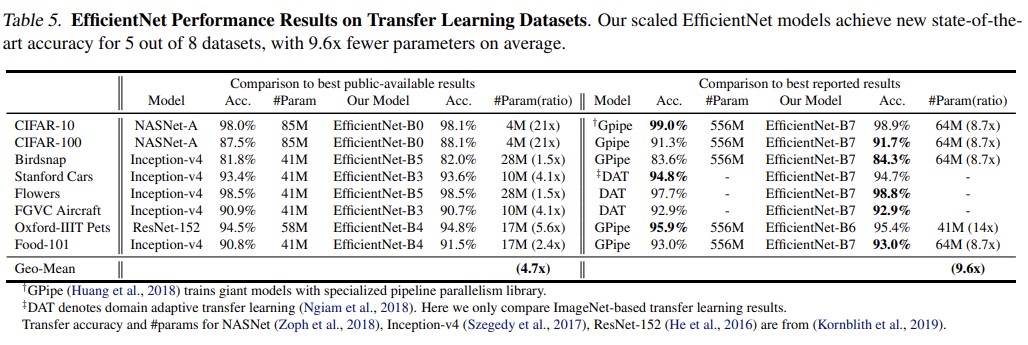 Table 5. EfficientNet Performance Results on Transfer Learning Datasets. Our scaled EfficientNet models achieve new state-of-the-
art accuracy for 5 out of 8 datasets, with 9.6x fewer parameters on average.
Comparison to best public-available results Comparison to best reported results
Model Acc. #Param Our Model Acc. #Param(ratio) Model Acc. #Param Our Model Acc. #Param(ratio)
CIFAR-10 NASNet-A 98.0% 85M EfficientNet-B0 98.1% 4M (21x) †Gpipe 99.0% 556M EfficientNet-B7 98.9% 64M (8.7x)
CIFAR-100 NASNet-A 87.5% 85M EfficientNet-B0 88.1% 4M (21x) Gpipe 91.3% 556M EfficientNet-B7 91.7% 64M (8.7x)
Birdsnap Inception-v4 81.8% 41M EfficientNet-B5 82.0% 28M (1.5x) GPipe 83.6% 556M EfficientNet-B7 84.3% 64M (8.7x)
Stanford Cars Inception-v4 93.4% 41M EfficientNet-B3 93.6% 10M (4.1x) ‡DAT 94.8% - EfficientNet-B7 94.7% -
Flowers Inception-v4 98.5% 41M EfficientNet-B5 98.5% 28M (1.5x) DAT 97.7% - EfficientNet-B7 98.8% -
FGVC Aircraft Inception-v4 90.9% 41M EfficientNet-B3 90.7% 10M (4.1x) DAT 92.9% - EfficientNet-B7 92.9% -
Oxford-IIIT Pets ResNet-152 94.5% 58M EfficientNet-B4 94.8% 17M (5.6x) GPipe 95.9% 556M EfficientNet-B6 95.4% 41M (14x)
Food-101 Inception-v4 90.8% 41M EfficientNet-B4 91.5% 17M (2.4x) GPipe 93.0% 556M EfficientNet-B7 93.0% 64M (8.7x)
Geo-Mean (4.7x) (9.6x)
†GPipe (Huang et al., 2018) trains giant models with specialized pipeline parallelism library.
‡DAT denotes domain adaptive transfer learning (Ngiam et al., 2018). Here we only compare ImageNet-based transfer learning results.
Transfer accuracy and #params for NASNet (Zoph et al., 2018), Inception-v4 (Szegedy et al., 2017), ResNet-152 (He et al., 2016) are from (Kornblith et al., 2019).